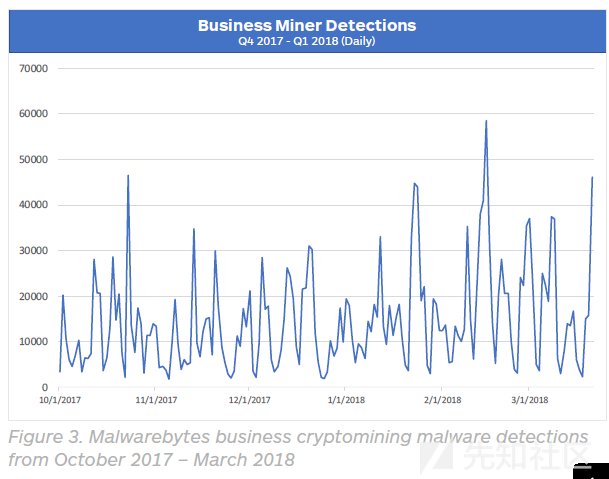 Business Miner Detections
Q4 2017 - Q1 2018 (Daily)
70000
60000
50000
40000
30000
20000
10000
0
10/1/2017 11/1/2017 12/1/2017 1/1/2018 2/1/2018 3/1/2018
Figure 3. Malwarebytes business cryptomining malware detections
from October 2017 – March 2018
先知社区